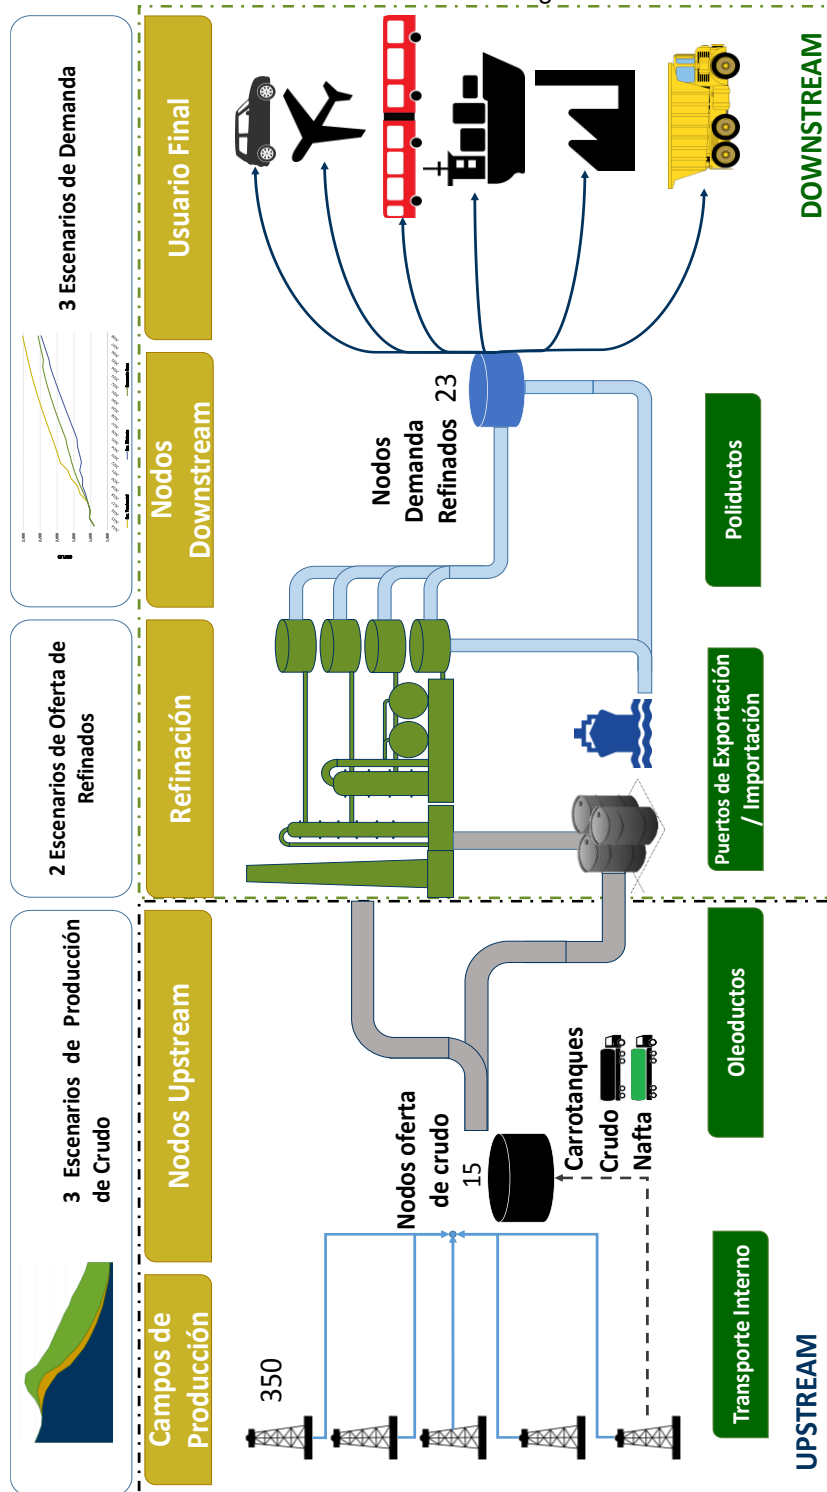 3 Escenarios de Producción
de Crudo
2 Escenarios de Oferta de
Refinados
3 Escenarios de Demanda
Campos de
Producción
Nodos Upstream
Refinación
Nodos
Downstream
Usuario Final
350
Nodos oferta
de crudo
15
Carrotanques
Crudo
Nafta
Nodos
Demanda
Refinados
23
Transporte Interno
Oleoductos
Puertos de Exportación
/ Importación
Poliductos
UPSTREAM
DOWNSTREAM